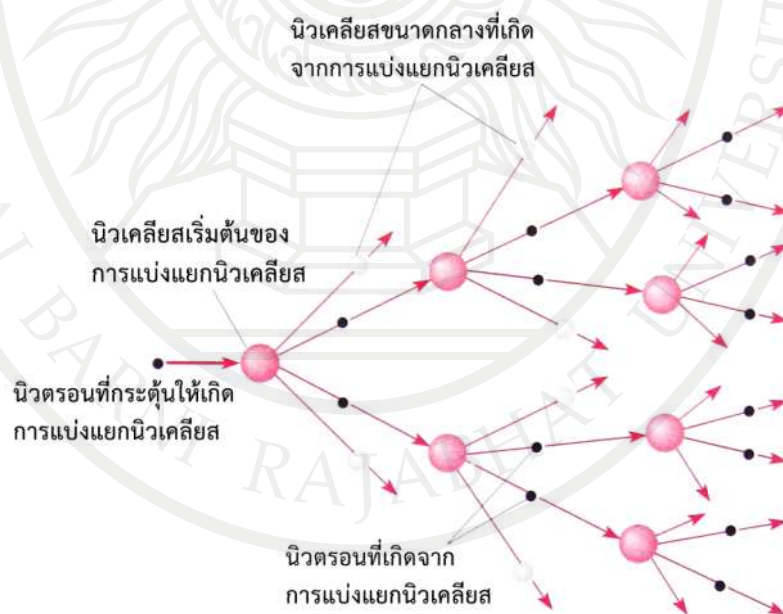 นิวเคลียสขนาดกลางที่เกิด
จากการแบ่งแยกนิวเคลียส
นิวเคลียสเริ่มต้นของ
การแบ่งแยกนิวเคลียส
นิวตรอนที่กระตุ้นให้เกิด
การแบ่งแยกนิวเคลียส
นิวตรอนที่เกิดจาก
การแบ่งแยกนิวเคลียส
BARNI RAJABHAT UNIVERSIT